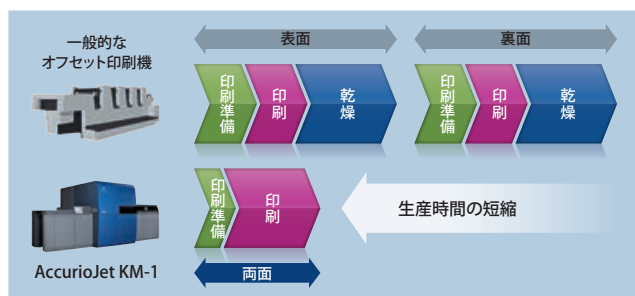 一般的な
オフセット印刷機
表面
裏面
印刷準備
印刷
乾燥
印刷準備
印刷
乾燥
AccurioJet KM-1
印刷準備
印刷
両面
生産時間の短縮